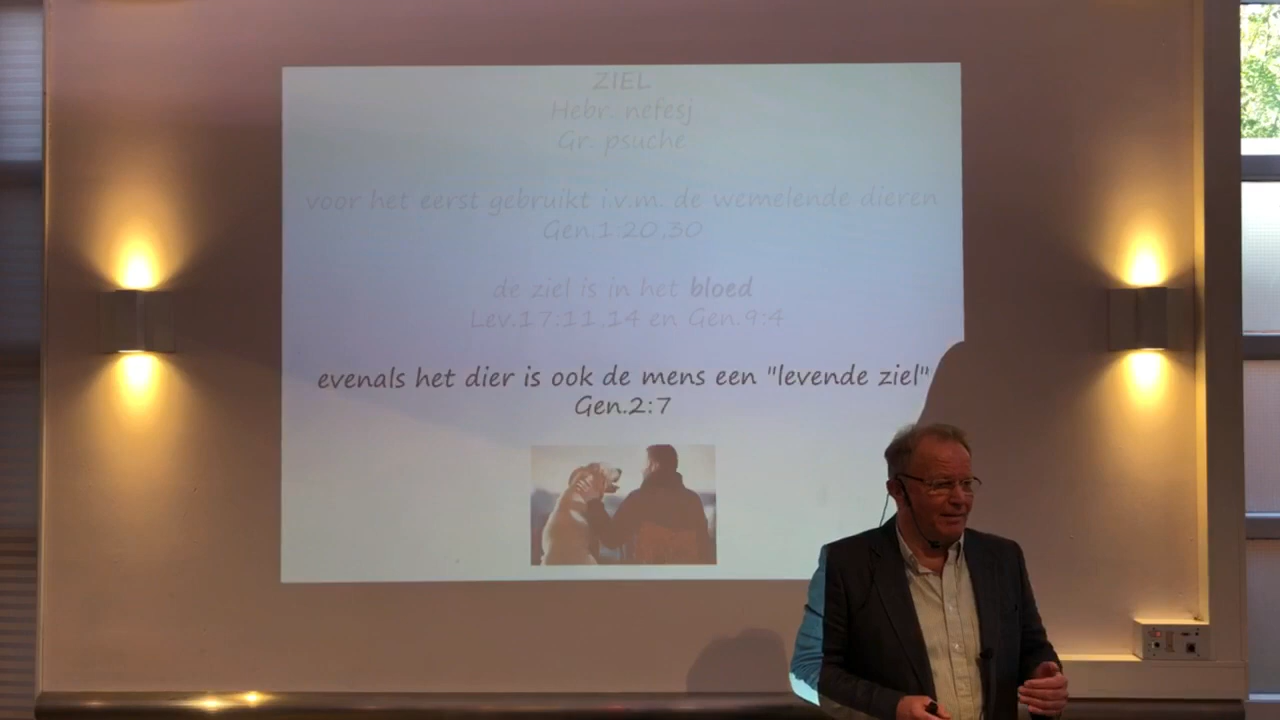 ZIEL
Hebr. nefesj
Gr. psuche
voor het eerst gebruikt i.v.m. de wemelende dieren
Gen.1:20,30
de ziel is in het bloed
Lev.17:11,14 en Gen.9:4
evenals het dier is ook de mens een "levende ziel"
Gen.2:7